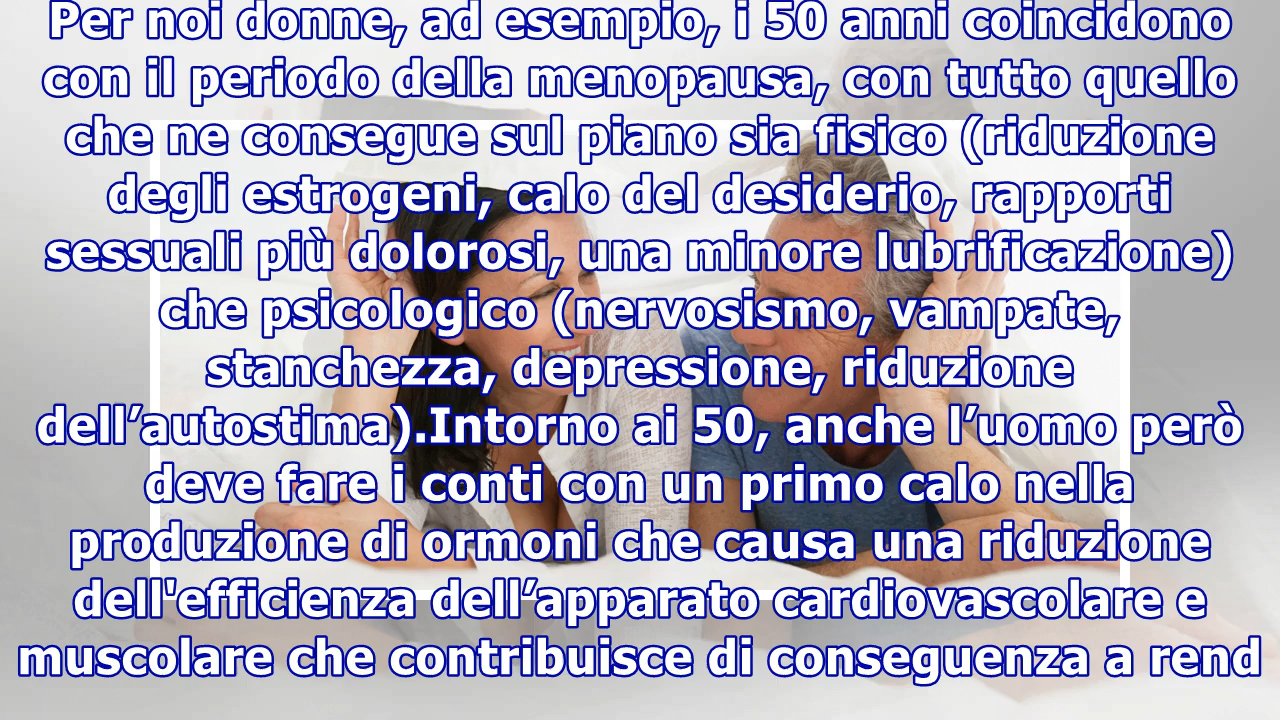 Per noi donne, ad esempio, i 50 anni coincidono
con il periodo della menopausa, con tutto quello
che ne consegue sul piano sia fisico (riduzione
degli estrogeni, calo del desiderio, rapporti
sessuali più dolorosi, una minore lubrificazione)
che psicologico (nervosismo, vampate,
stanchezza, depressione, riduzione
dell’autostima).Intorno ai 50, anche l’uomo però
deve fare i conti con un primo calo nella
produzione di ormoni che causa una riduzione
dell'efficienza dell’apparato cardiovascolare e
muscolare che contribuisce di conseguenza a rend